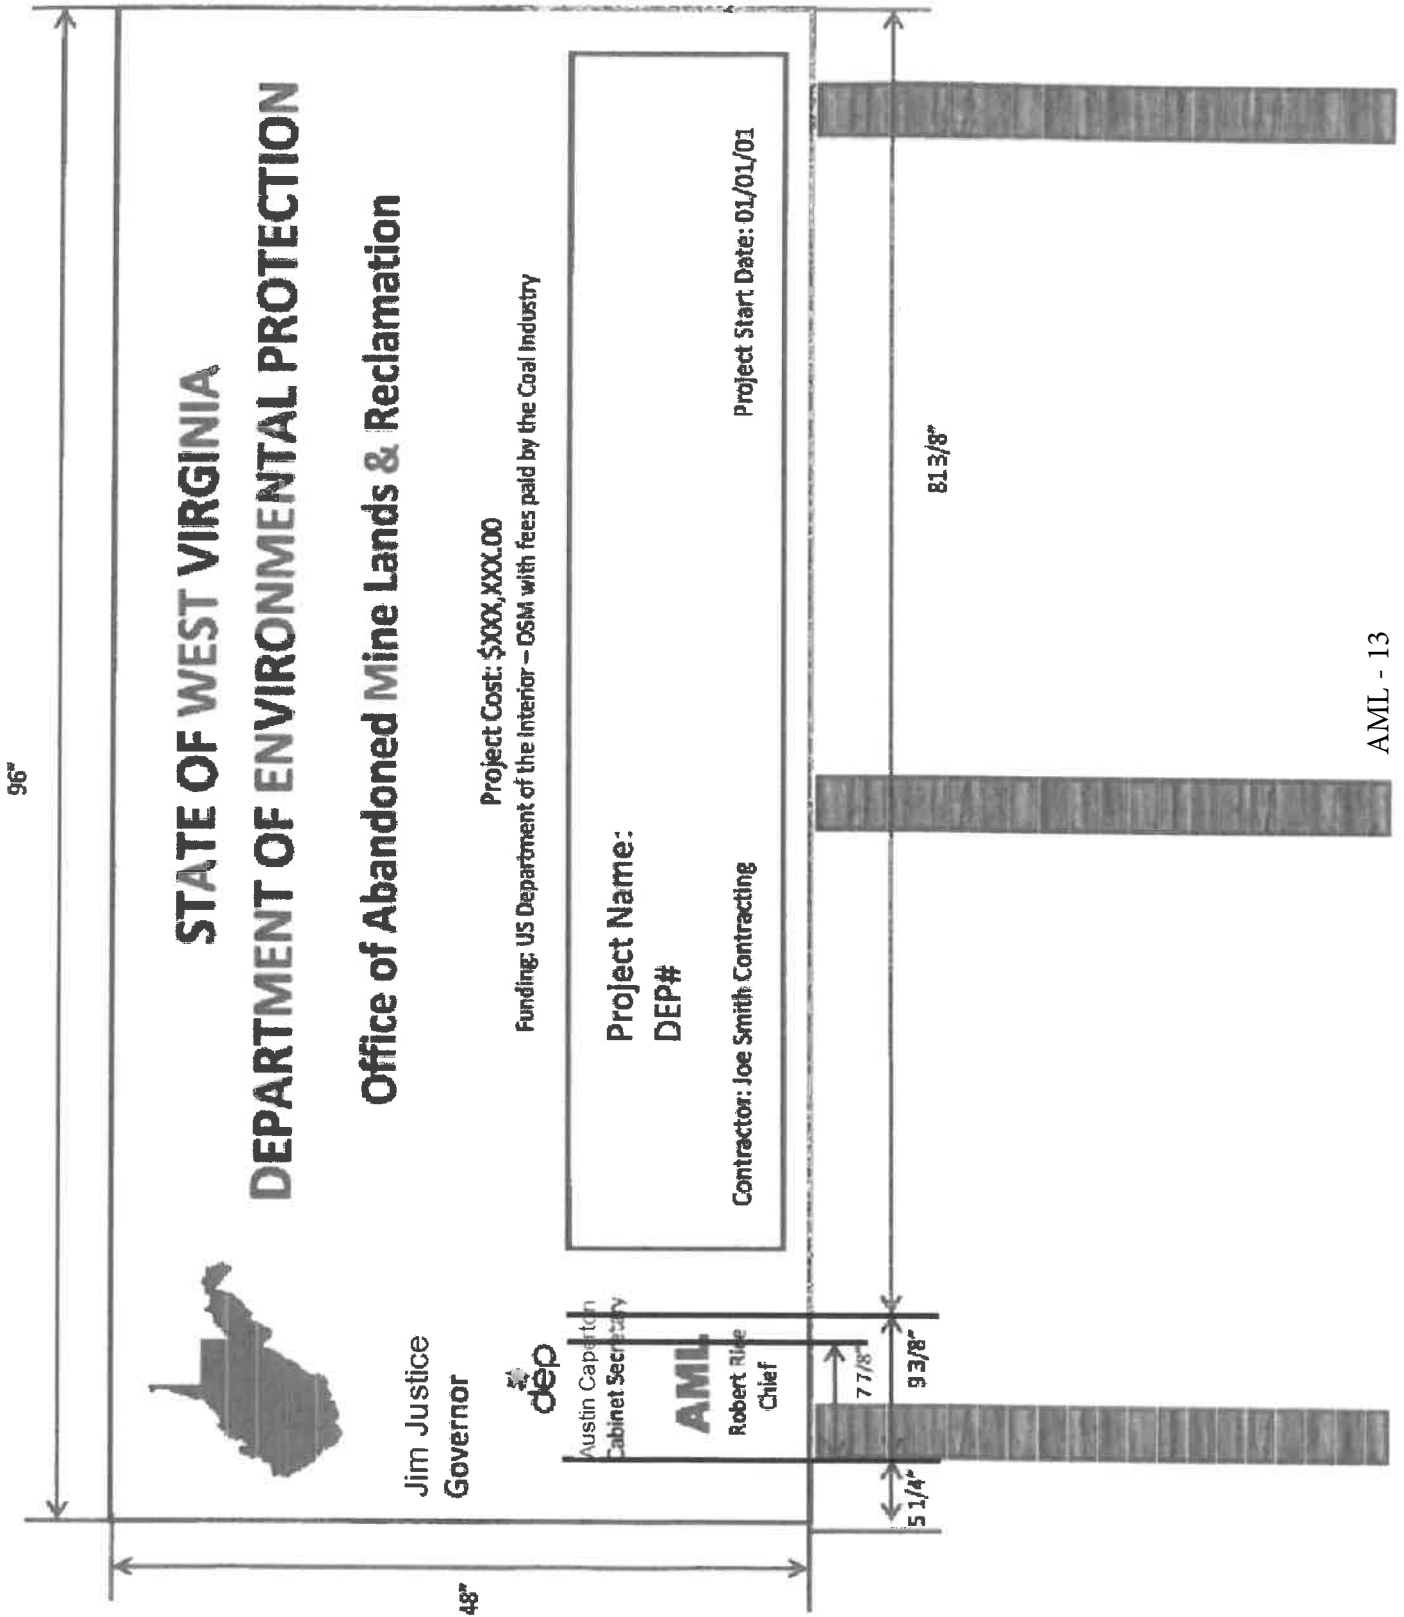 96"
STATE OF WEST VIRGINIA
DEPARTMENT OF ENVIRONMENTAL PROTECTION
Office of Abandoned Mine Lands & Reclamation
Jim Justice
Governor
Project Cost: $XXX,XXX.00
Funding: US Department of the Interior – OSM with fees paid by the Coal Industry
dep
Austin Caperton
Cabinet Secretary
AML
Robert Rice
Chief
Project Name:
DEP#
Contractor: Joe Smith Contracting
Project Start Date: 01/01/01
48"
7 7/8"
5 1/4"
9 3/8"
81 3/8"
AML - 13